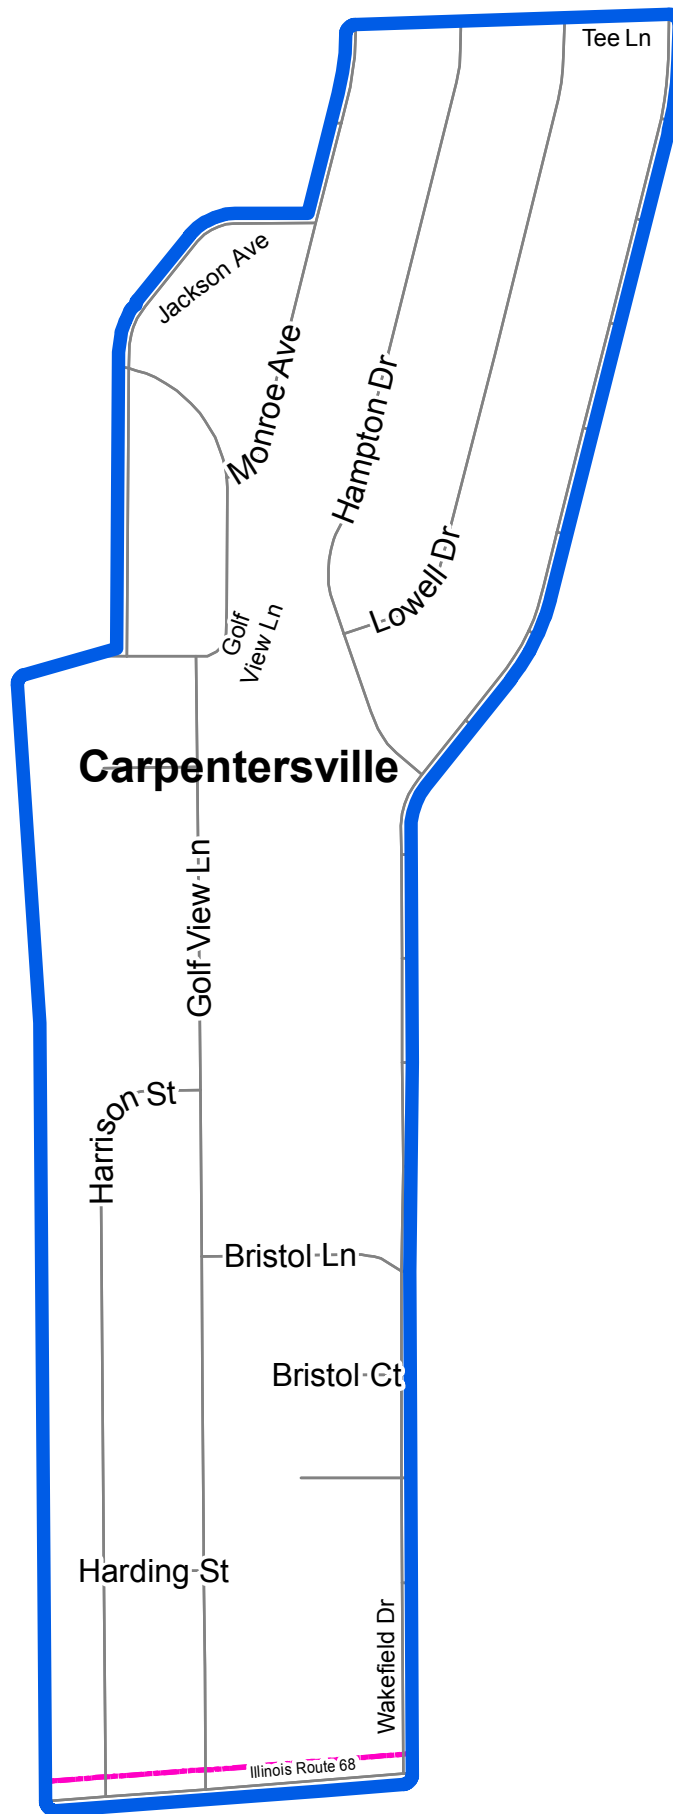 Tee Ln
Jackson Ave
Monroe Ave
Hampton Dr
Lowell Dr
Golf
View Ln
Carpentersville
Golf View Ln
Harrison St
Bristol Ln
Bristol Ct
Harding St
Wakefield Dr
Illinois Route 68